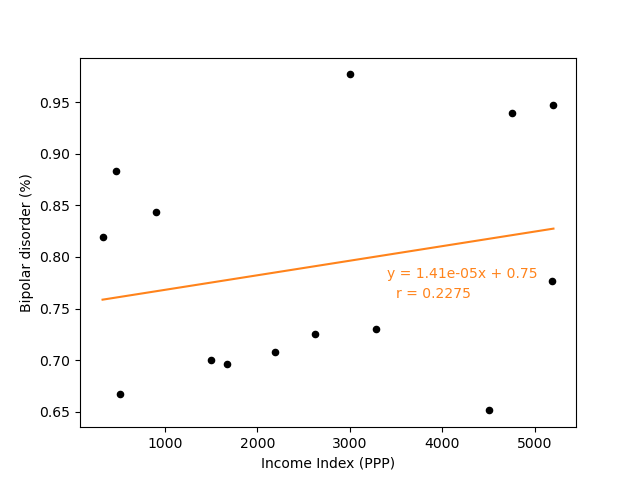 0.95
0.90
0.85
0.80
0.75
0.70
0.65
Bipolar disorder (%)
y = 1.41e-05x + 0.75
r = 0.2275
1000 2000 3000 4000 5000
Income Index (PPP)